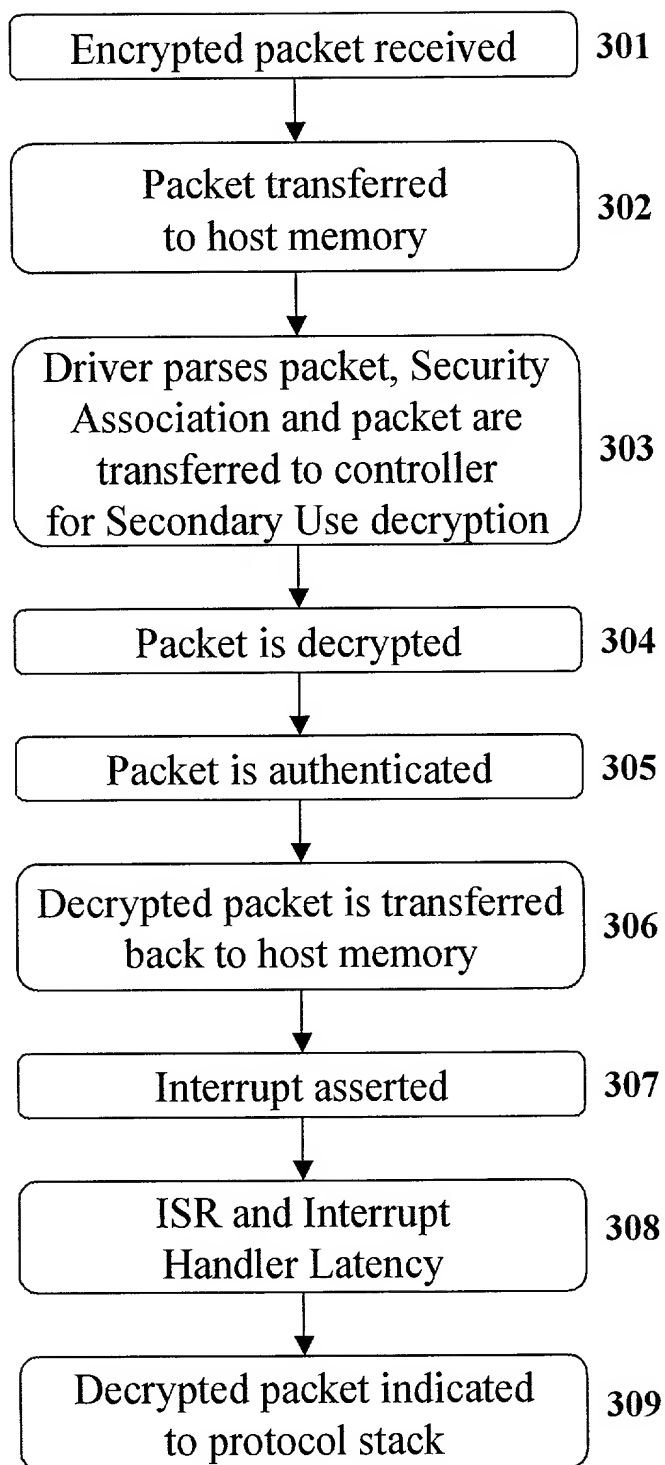 Encrypted packet received 301
Packet transferred
to host memory
302
Driver parses packet, Security
Association and packet are
transferred to controller
for Secondary Use decryption
303
Packet is decrypted 304
Packet is authenticated 305
Decrypted packet is transferred
back to host memory
306
Interrupt asserted 307
ISR and Interrupt
Handler Latency
308
Decrypted packet indicated
to protocol stack
309